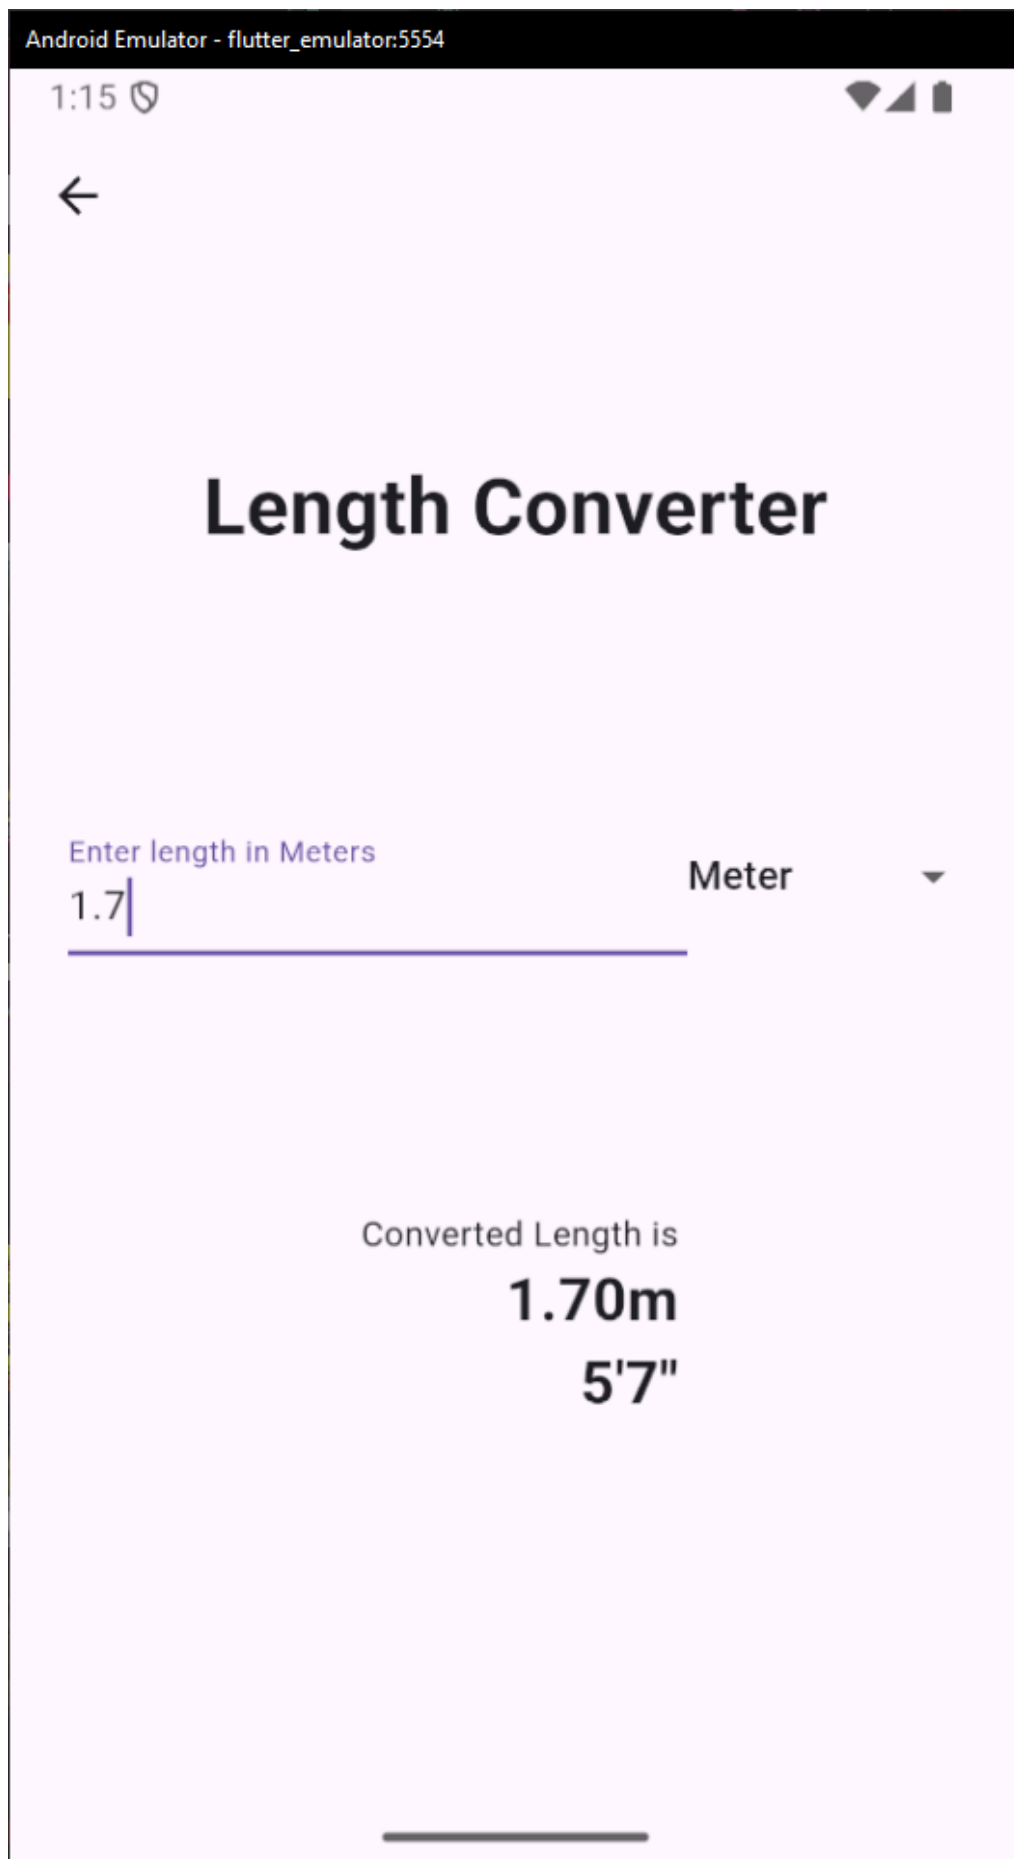 Android Emulator - flutter_emulator:5554
1:15
Length Converter
Enter length in Meters
1.7
Meter
Converted Length is
1.70m
5'7"